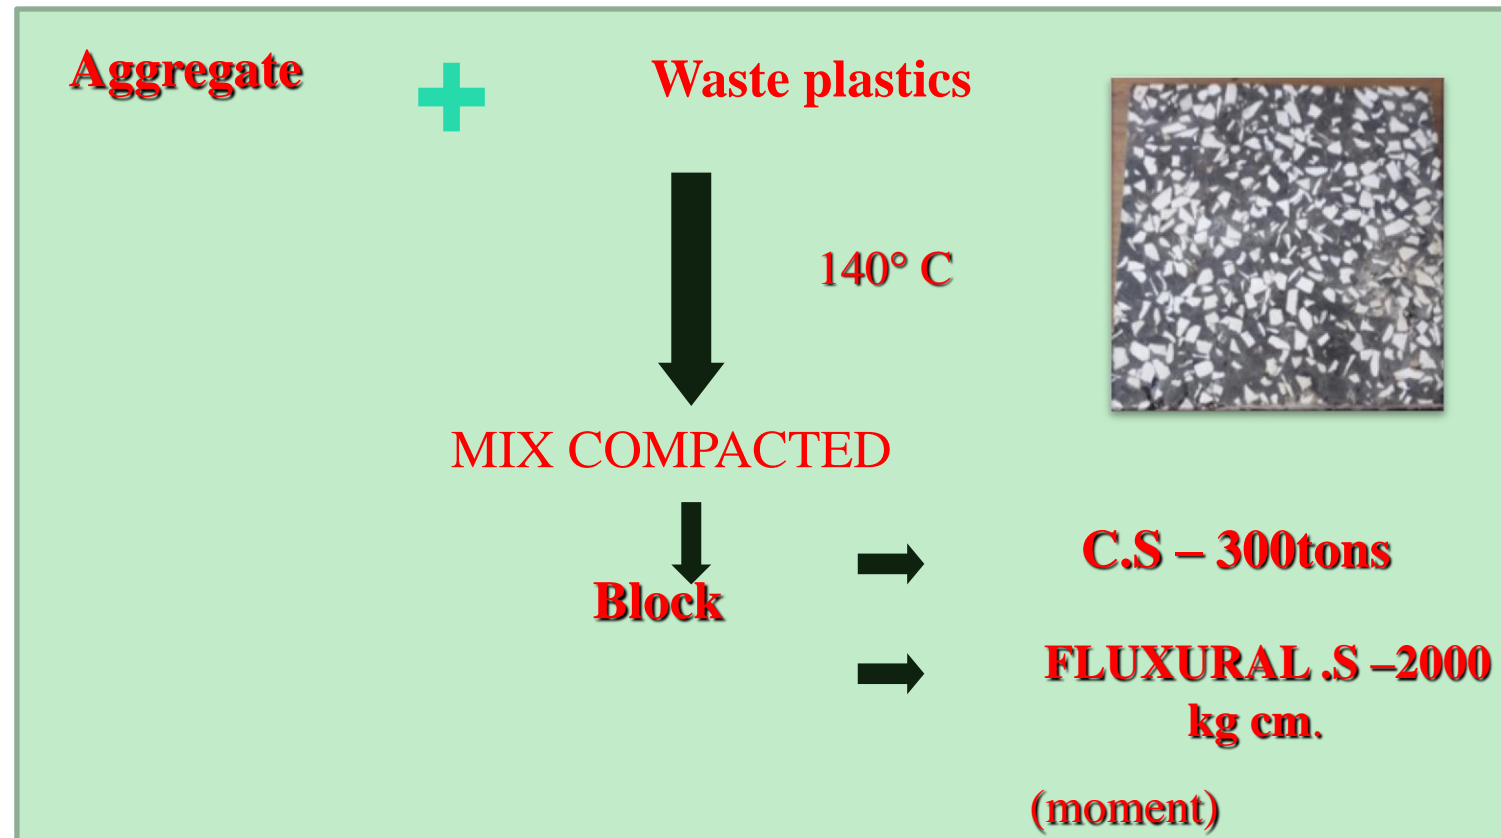 Aggregate
Waste plastics
140° C
MIX COMPACTED
Block
C.S – 300tons
FLUXURAL .S –2000
kg cm.
(moment)